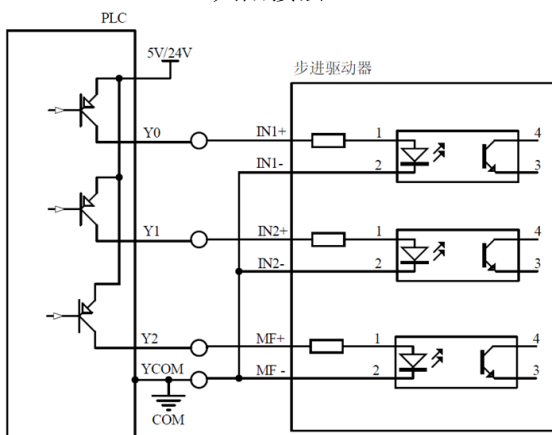 PLC
5V/24V
步进驱动器
Y0 IN1+ 1 4
IN1- 2 3
Y1 IN2+ 1 4
IN2- 2 3
Y2 MF+ 1 4
YCOM MF - 2 3
COM